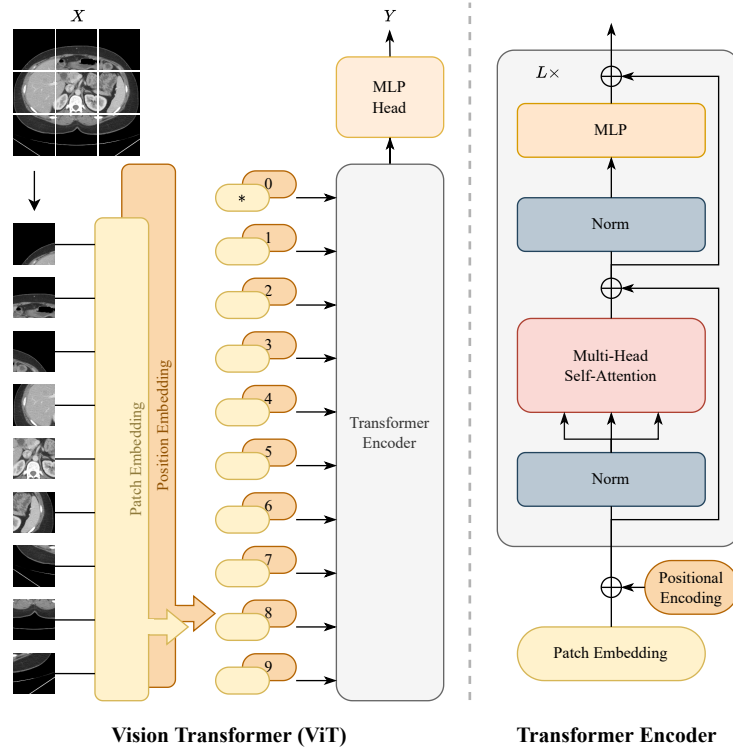 X
Y
MLP
Head
Patch Embedding
Position Embedding
*
0
1
2
3
4
5
6
7
8
9
Transformer
Encoder
Vision Transformer (ViT)
L×
MLP
Norm
Multi-Head
Self-Attention
Norm
Positional
Encoding
Patch Embedding
Transformer Encoder